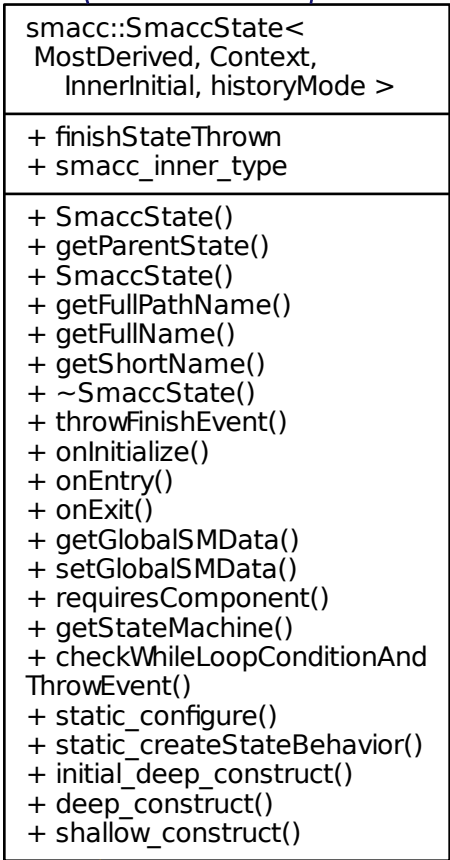 smacc::SmaccState<
MostDerived, Context,
InnerInitial, historyMode >
+ finishStateThrown
+ smacc_inner_type
+ SmaccState()
+ getParentState()
+ SmaccState()
+ getFullPathName()
+ getFullName()
+ getShortName()
+ ~SmaccState()
+ throwFinishEvent()
+ onInitialize()
+ onEntry()
+ onExit()
+ getGlobalSMData()
+ setGlobalSMData()
+ requiresComponent()
+ getStateMachine()
+ checkWhileLoopConditionAnd
ThrowEvent()
+ static_configure()
+ static_createStateBehavior()
+ initial_deep_construct()
+ deep_construct()
+ shallow_construct()